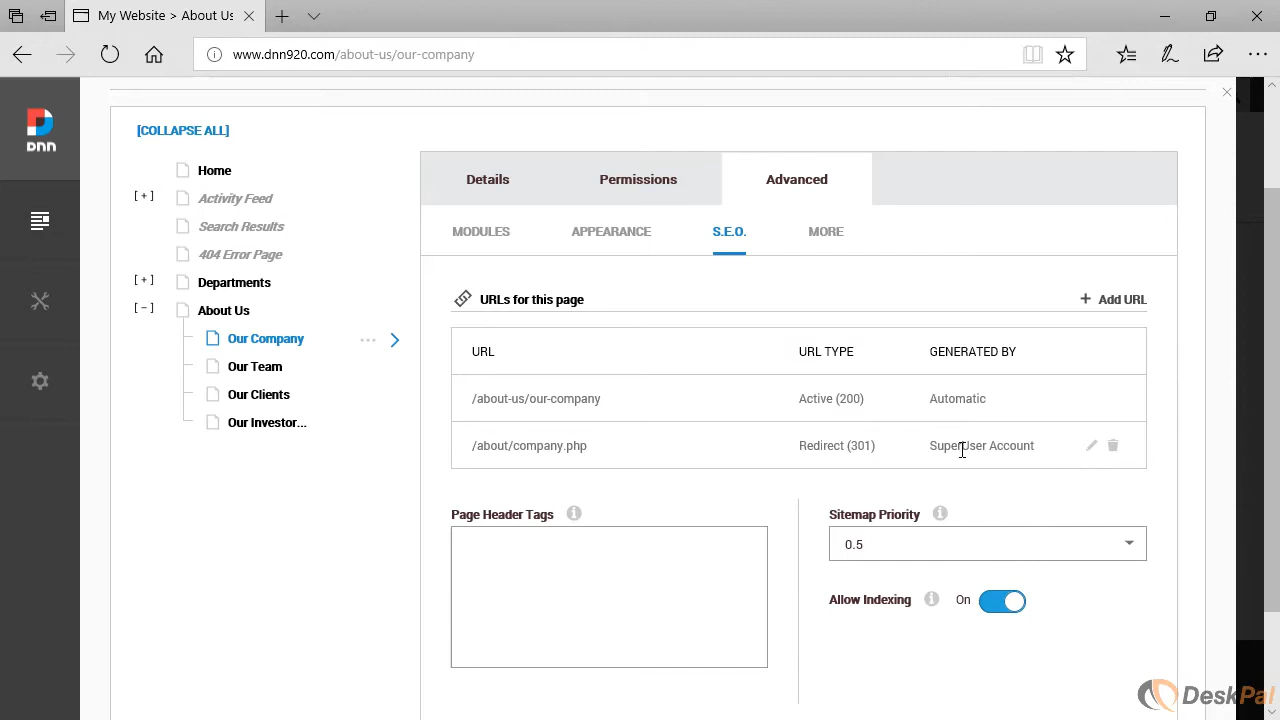 My Website > About Us
www.dnn920.com/about-us/our-company
DNN
[COLLAPSE ALL]
Home
[+] Activity Feed
Search Results
404 Error Page
[+] Departments
[−] About Us
Our Company ...
Our Team
Our Clients
Our Investor...
Details Permissions Advanced
MODULES APPEARANCE S.E.O. MORE
URLs for this page + Add URL
URL URL TYPE GENERATED BY
/about-us/our-company Active (200) Automatic
/about/company.php Redirect (301) SuperUser Account
Page Header Tags Sitemap Priority
0.5
Allow Indexing On
DeskPal